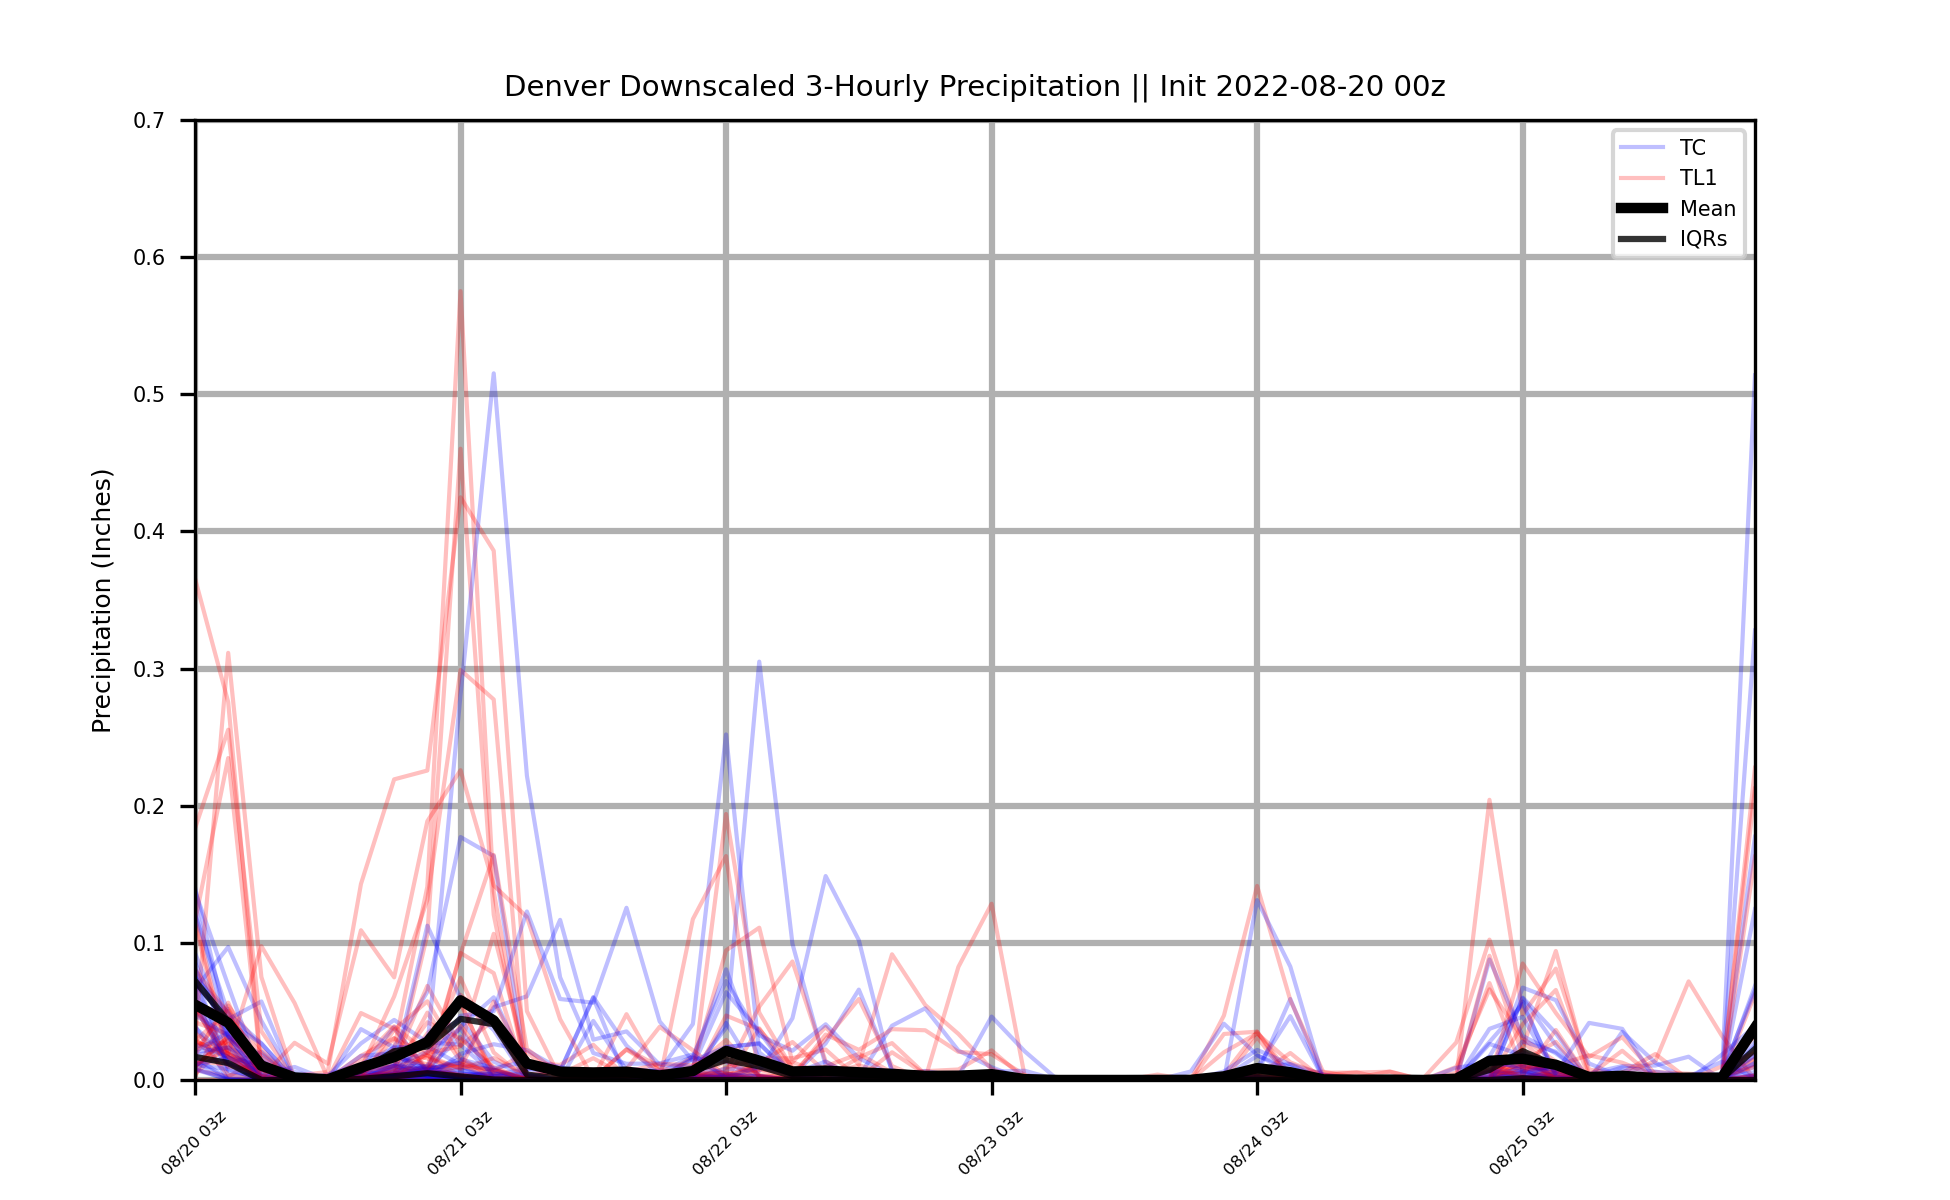 Denver Downscaled 3-Hourly Precipitation || Init 2022-08-20 00z
0.7
0.6
0.5
0.4
0.3
0.2
0.1
0.0
Precipitation (Inches)
TC
TL1
Mean
IQRs
08/20 03z
08/21 03z
08/22 03z
08/23 03z
08/24 03z
08/25 03z